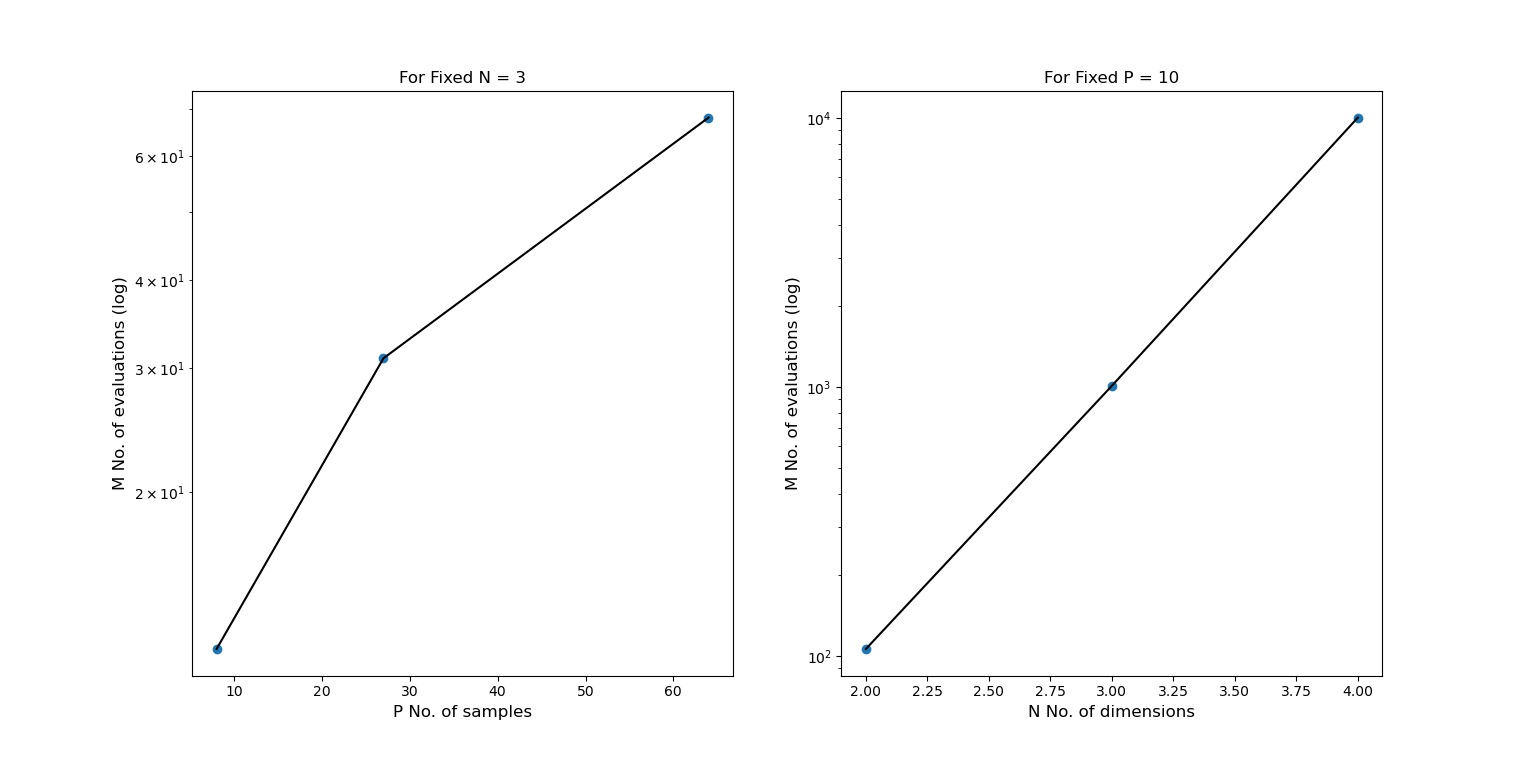 For Fixed N = 3
M No. of evaluations (log)
6 × 10¹
4 × 10¹
3 × 10¹
2 × 10¹
10 20 30 40 50 60
P No. of samples
For Fixed P = 10
M No. of evaluations (log)
10⁴
10³
10²
2.00 2.25 2.50 2.75 3.00 3.25 3.50 3.75 4.00
N No. of dimensions